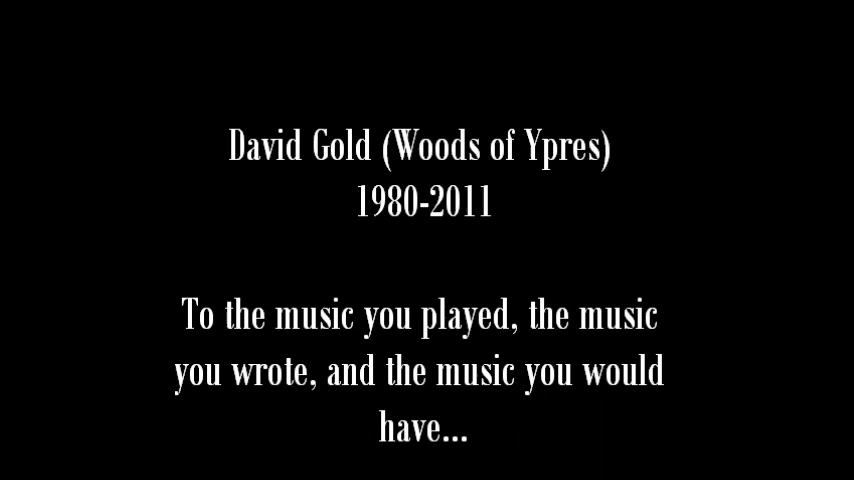 David Gold (Woods of Ypres)
1980-2011
To the music you played, the music
you wrote, and the music you would
have...